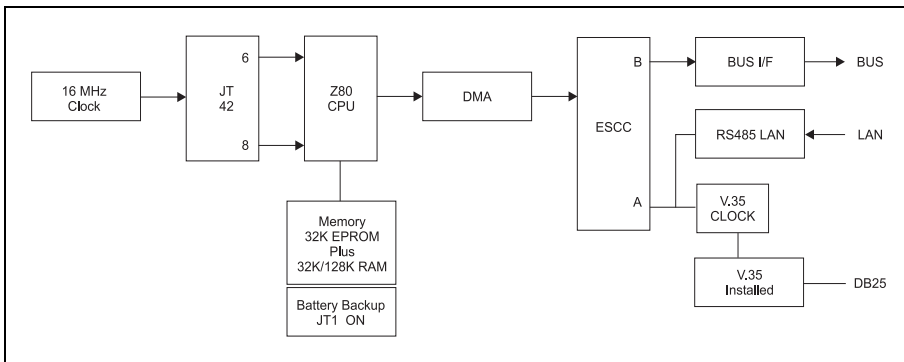 16 MHz
Clock
JT
42
6
8
Z80
CPU
DMA
ESCC
B
A
BUS I/F
BUS
RS485 LAN
LAN
V.35
CLOCK
V.35
Installed
DB25
Memory
32K EPROM
Plus
32K/128K RAM
Battery Backup
JT1 ON